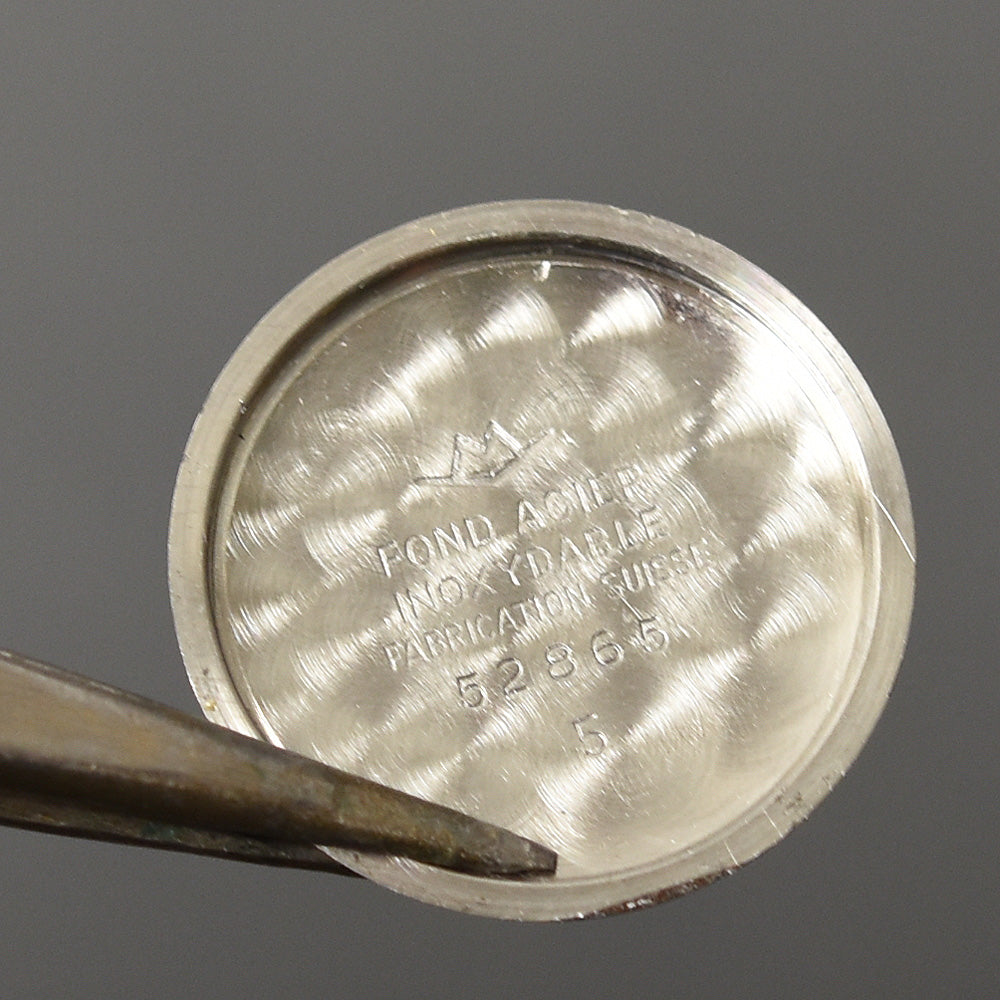 FOND ACIER
INOXYDABLE
FABRICATION SUISSE
52865
5